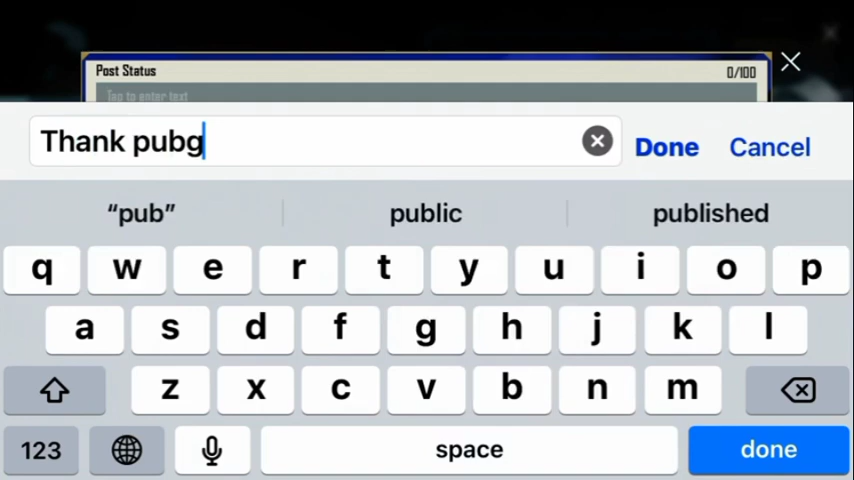 Post Status 0/100
Tap to enter text
Thank pubg Done Cancel
“pub” public published
q w e r t y u i o p
a s d f g h j k l
z x c v b n m
123 space done